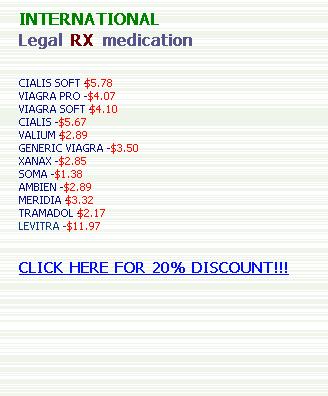 INTERNATIONAL
Legal RX medication
CIALIS SOFT $5.78
VIAGRA PRO -$4.07
VIAGRA SOFT $4.10
CIALIS -$5.67
VALIUM $2.89
GENERIC VIAGRA -$3.50
XANAX -$2.85
SOMA -$1.38
AMBIEN -$2.89
MERIDIA $3.32
TRAMADOL $2.17
LEVITRA -$11.97
CLICK HERE FOR 20% DISCOUNT!!!